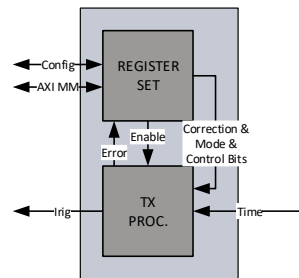 Config
AXI MM
REGISTER
SET
Correction &
Mode &
Control Bits
Enable
Error
Irig
TX
PROC.
Time